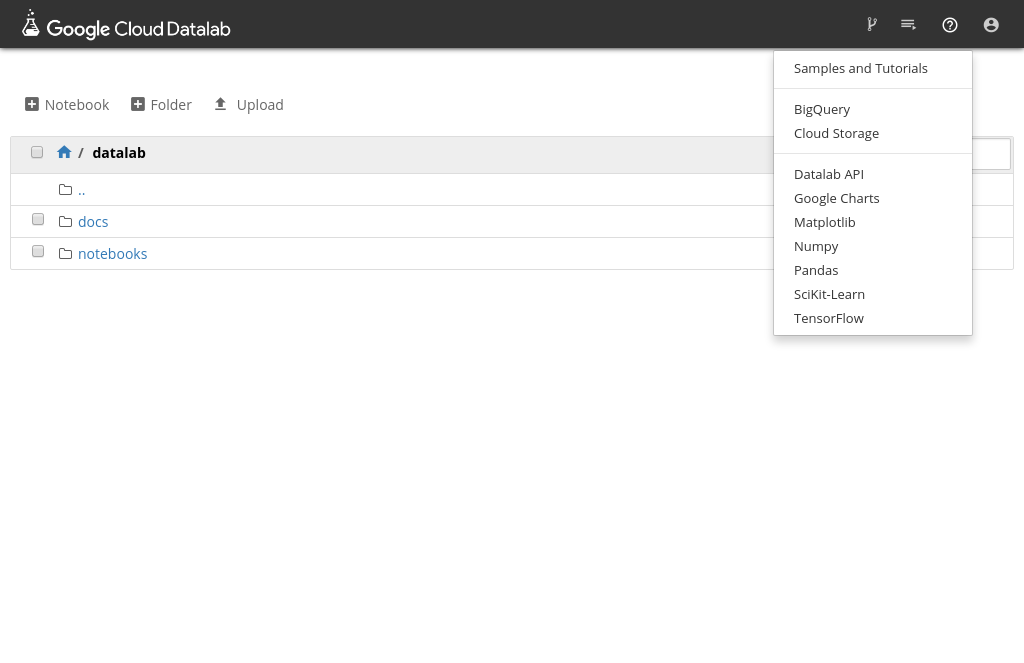 Google Cloud Datalab
Notebook Folder Upload
/ datalab
..
docs
notebooks
Samples and Tutorials
BigQuery
Cloud Storage
Datalab API
Google Charts
Matplotlib
Numpy
Pandas
SciKit-Learn
TensorFlow